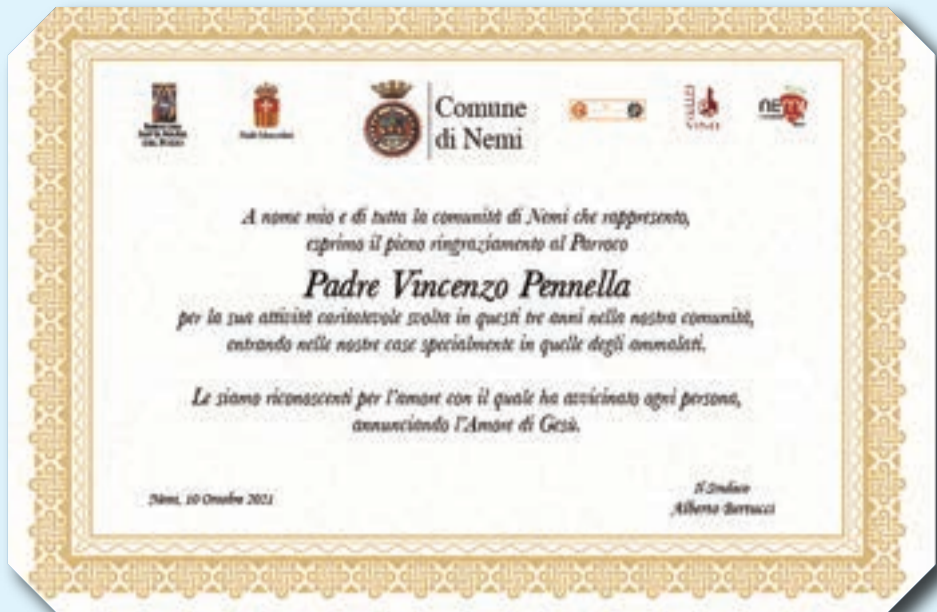 Comune
di Nemi
nemi
A nome mio e di tutta la comunità di Nemi che rappresento,
esprimo il pieno ringraziamento al Parroco
Padre Vincenzo Pennella
per la sua attività caritatevole svolta in questi tre anni nella nostra comunità,
entrando nelle nostre case specialmente in quelle degli ammalati.
Le siamo riconoscenti per l'amore con il quale ha avvicinato ogni persona,
annunciando l'Amore di Gesù.
Nemi, 10 Ottobre 2021
Il Sindaco
Alberto Bertucci